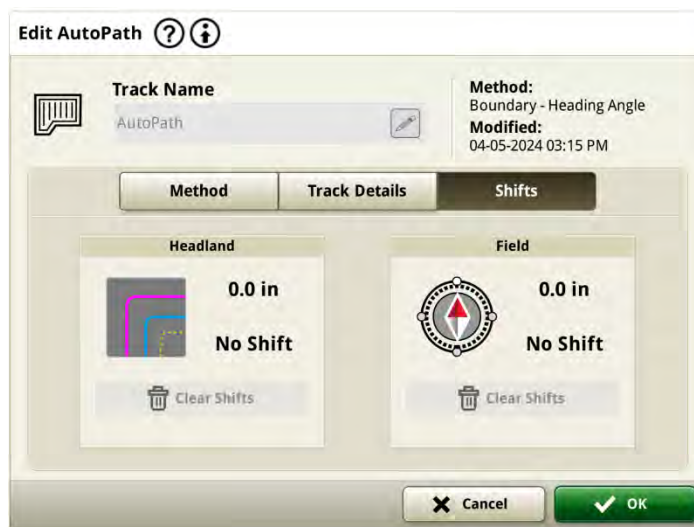 Edit AutoPath
Track Name
AutoPath
Method:
Boundary - Heading Angle
Modified:
04-05-2024 03:15 PM
Method
Track Details
Shifts
Headland
0.0 in
No Shift
Clear Shifts
Field
0.0 in
No Shift
Clear Shifts
Cancel
OK